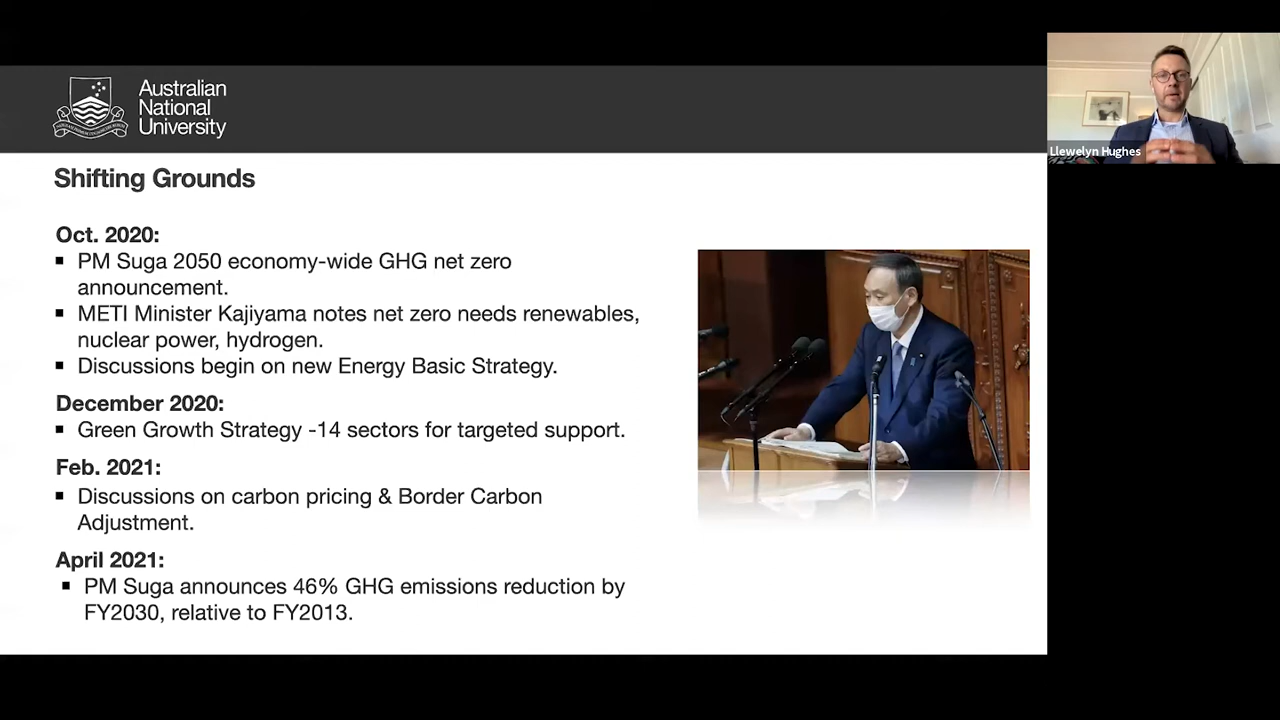 Australian
National
University
Llewelyn Hughes
Shifting Grounds
Oct. 2020:
▪ PM Suga 2050 economy-wide GHG net zero
announcement.
▪ METI Minister Kajiyama notes net zero needs renewables,
nuclear power, hydrogen.
▪ Discussions begin on new Energy Basic Strategy.
December 2020:
▪ Green Growth Strategy -14 sectors for targeted support.
Feb. 2021:
▪ Discussions on carbon pricing & Border Carbon
Adjustment.
April 2021:
▪ PM Suga announces 46% GHG emissions reduction by
FY2030, relative to FY2013.